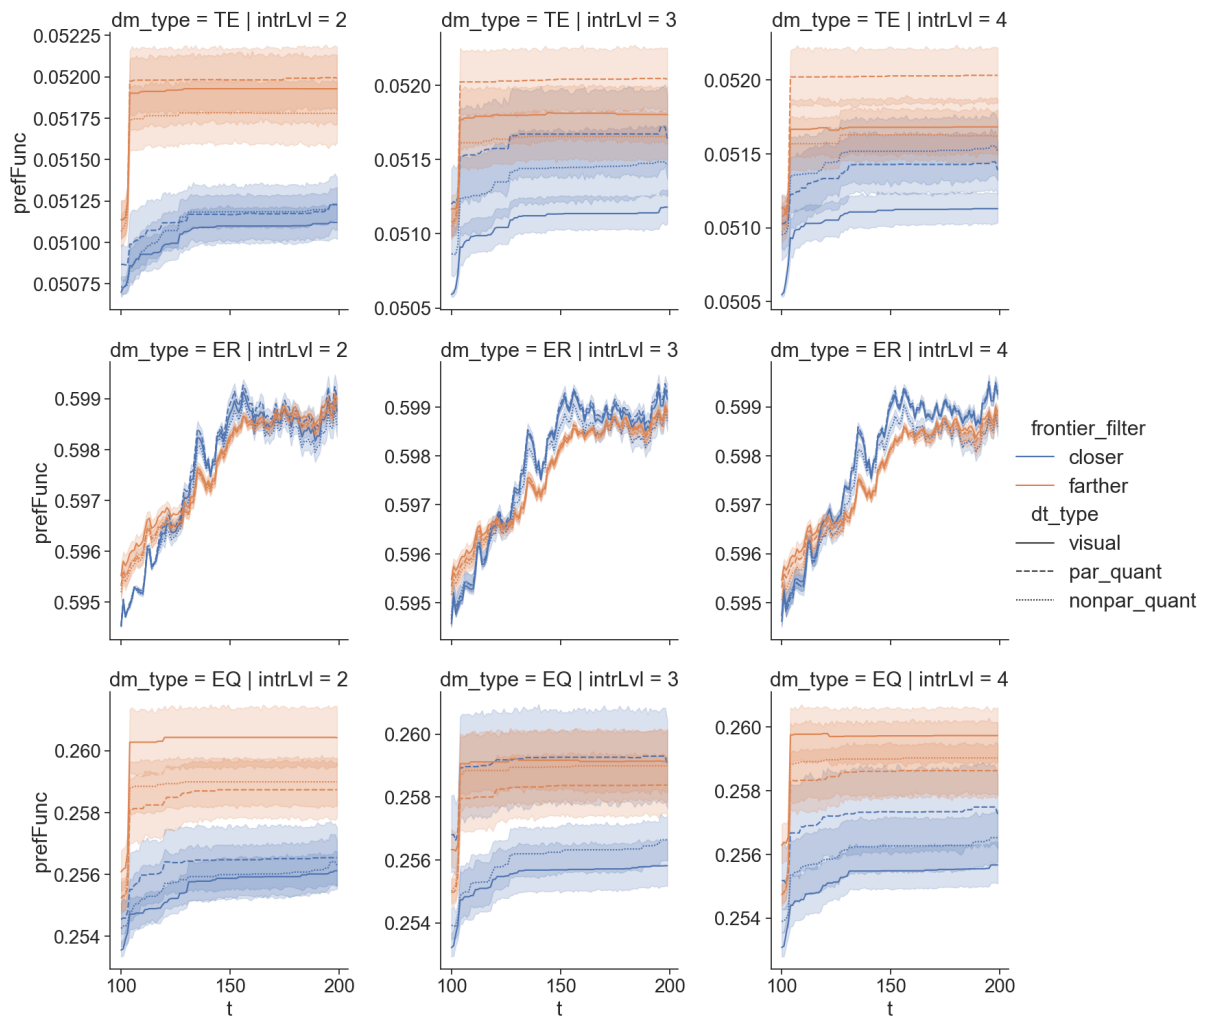 dm_type = TE | intrLvl = 2
dm_type = TE | intrLvl = 3
dm_type = TE | intrLvl = 4
prefFunc
0.05225
0.05200
0.05175
0.05150
0.05125
0.05100
0.05075
0.0520
0.0515
0.0510
0.0505
0.0520
0.0515
0.0510
0.0505
dm_type = ER | intrLvl = 2
dm_type = ER | intrLvl = 3
dm_type = ER | intrLvl = 4
prefFunc
0.599
0.598
0.597
0.596
0.595
0.599
0.598
0.597
0.596
0.595
0.599
0.598
0.597
0.596
0.595
frontier_filter
closer
farther
dt_type
visual
par_quant
nonpar_quant
dm_type = EQ | intrLvl = 2
dm_type = EQ | intrLvl = 3
dm_type = EQ | intrLvl = 4
prefFunc
0.260
0.258
0.256
0.254
0.260
0.258
0.256
0.254
0.260
0.258
0.256
0.254
100 150 200
100 150 200
100 150 200
t
t
t